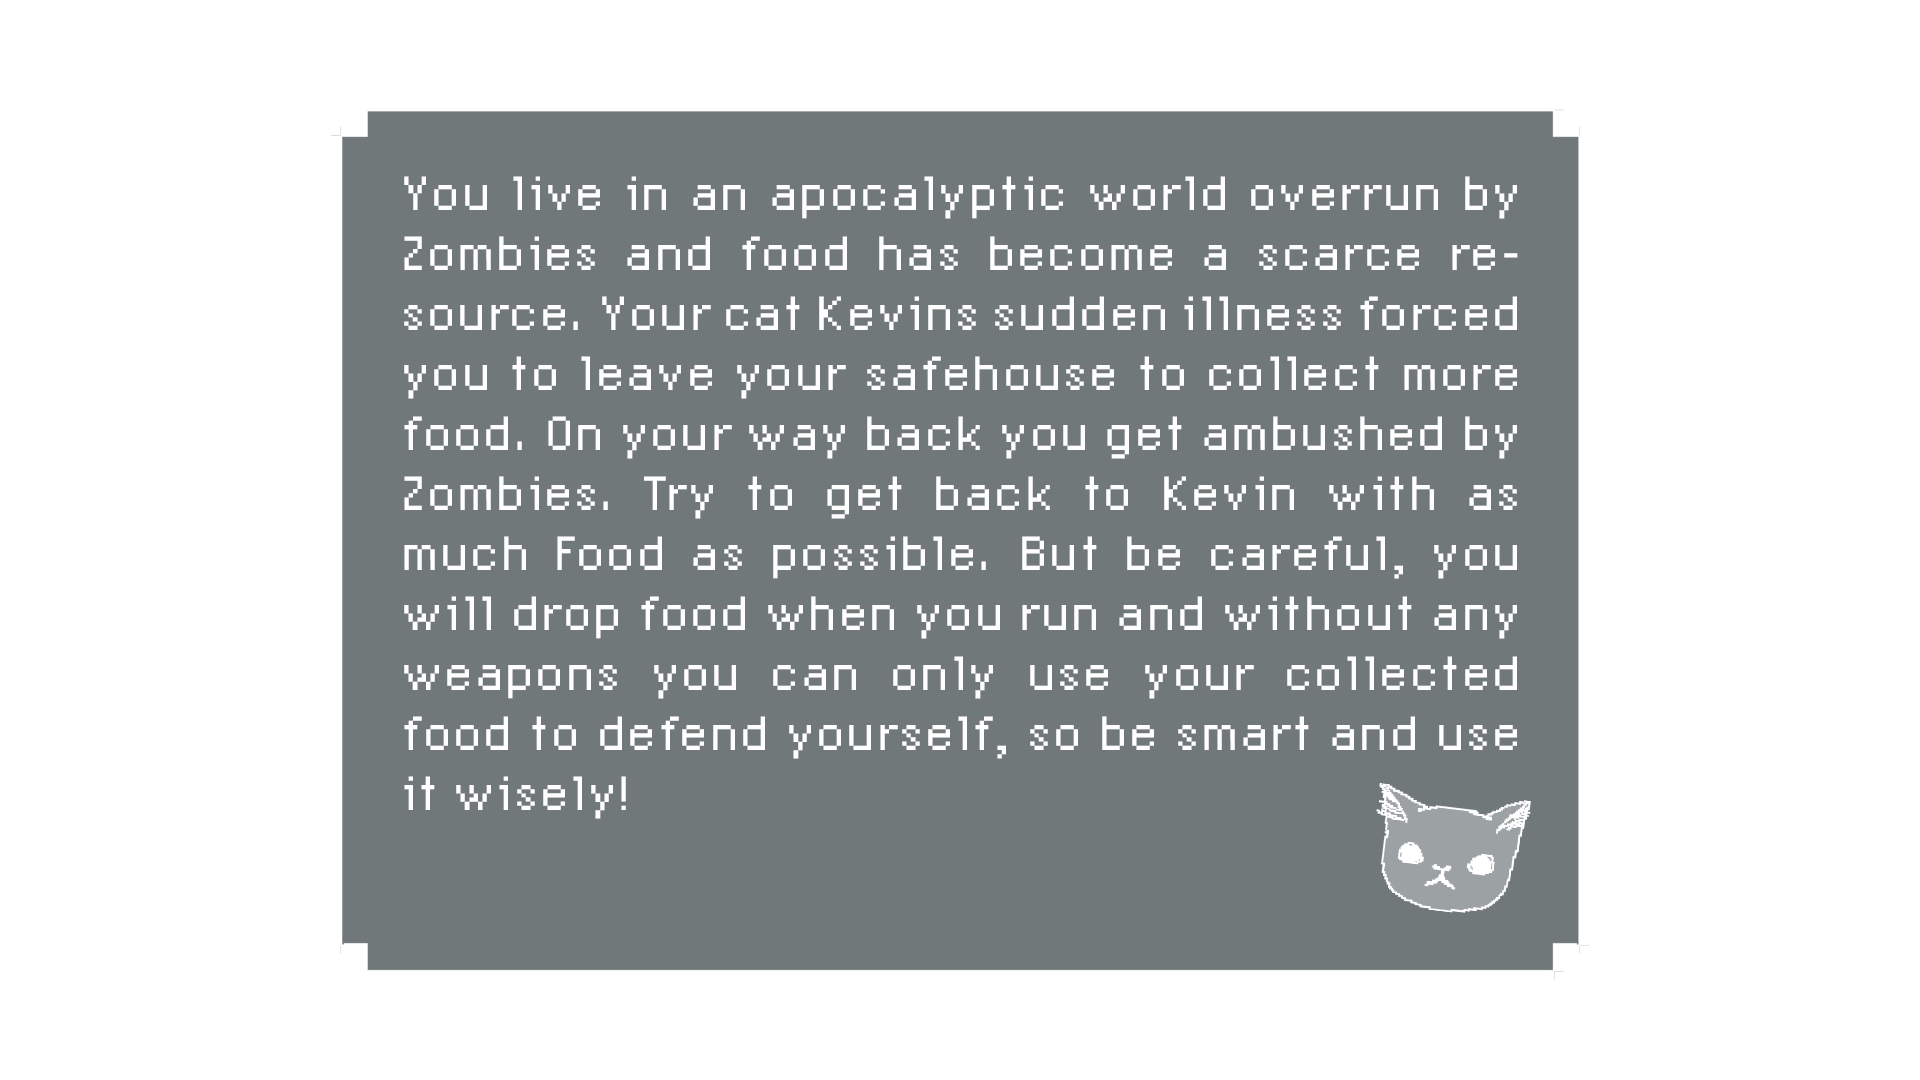 You live in an apocalyptic world overrun by
Zombies and food has become a scarce re-
source. Your cat Kevins sudden illness forced
you to leave your safehouse to collect more
food. On your way back you get ambushed by
Zombies. Try to get back to Kevin with as
much Food as possible. But be careful, you
will drop food when you run and without any
weapons you can only use your collected
food to defend yourself, so be smart and use
it wisely!